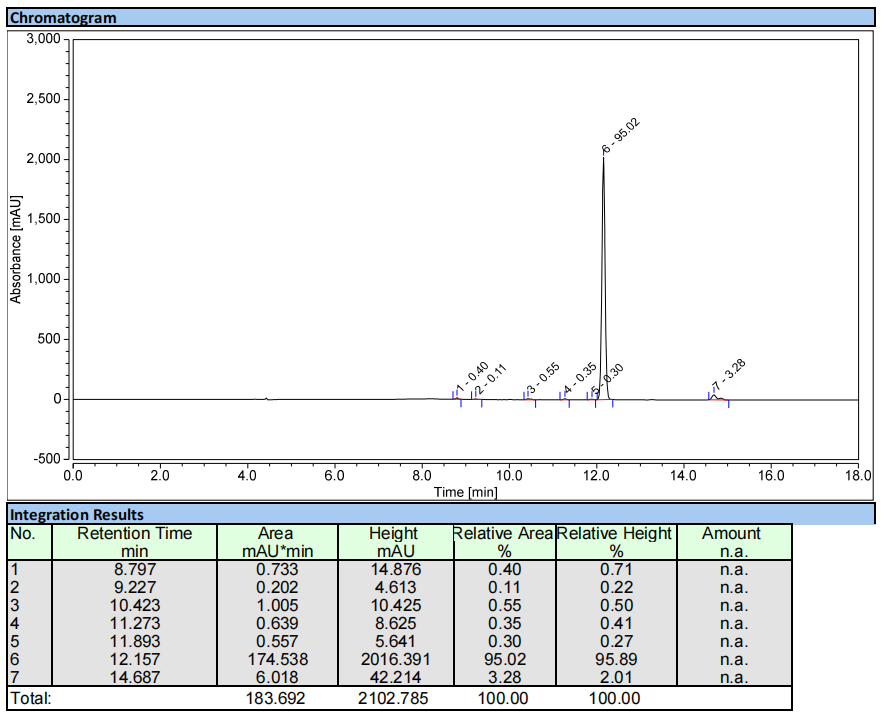 Chromatogram
3,000
2,500
2,000
1,500
1,000
500
0
-500
Absorbance [mAU]
1 - 0.40
2 - 0.11
3 - 0.55
4 - 0.35
5 - 0.30
6 - 95.02
7 - 3.28
0.0 2.0 4.0 6.0 8.0 10.0 12.0 14.0 16.0 18.0
Time [min]
Integration Results
No. Retention Time Area Height Relative Area Relative Height Amount
min mAU*min mAU % % n.a.
1 8.797 0.733 14.876 0.40 0.71 n.a.
2 9.227 0.202 4.613 0.11 0.22 n.a.
3 10.423 1.005 10.425 0.55 0.50 n.a.
4 11.273 0.639 8.625 0.35 0.41 n.a.
5 11.893 0.557 5.641 0.30 0.27 n.a.
6 12.157 174.538 2016.391 95.02 95.89 n.a.
7 14.687 6.018 42.214 3.28 2.01 n.a.
Total: 183.692 2102.785 100.00 100.00